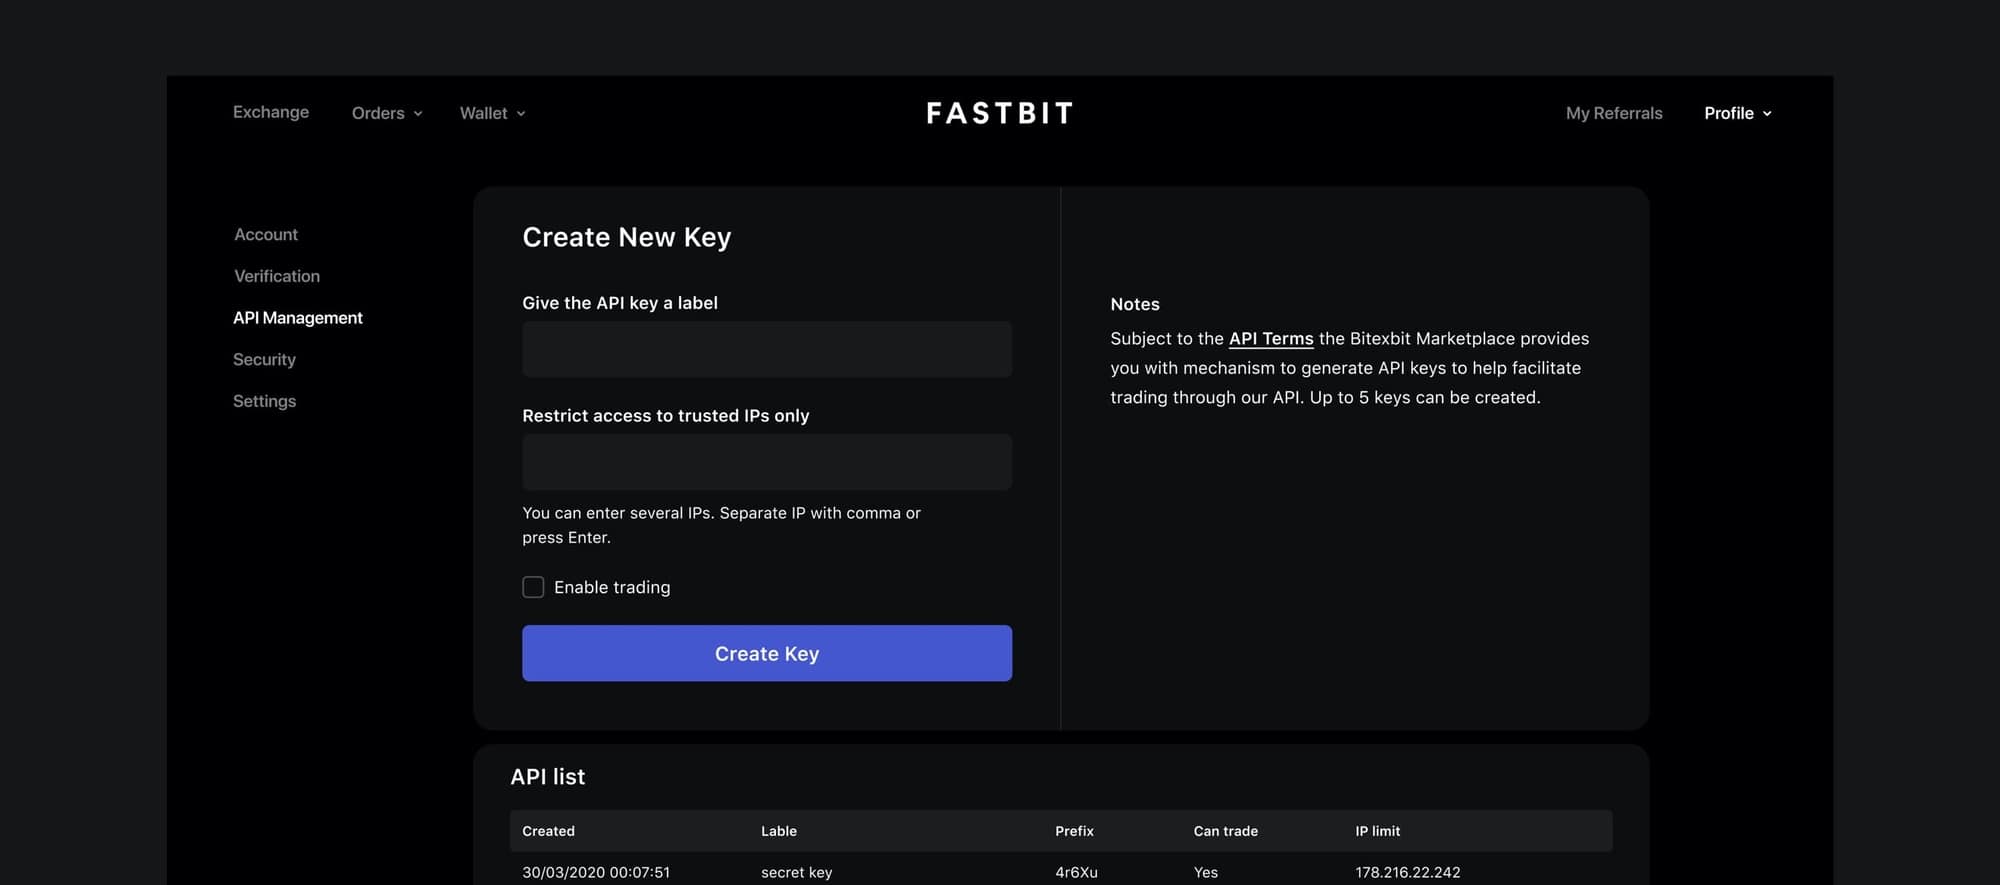 Exchange Orders Wallet FASTBIT My Referrals Profile
Account
Verification
API Management
Security
Settings
Create New Key
Give the API key a label
Restrict access to trusted IPs only
You can enter several IPs. Separate IP with comma or
press Enter.
Enable trading
Create Key
Notes
Subject to the API Terms the Bitexbit Marketplace provides
you with mechanism to generate API keys to help facilitate
trading through our API. Up to 5 keys can be created.
API list
Created Lable Prefix Can trade IP limit
30/03/2020 00:07:51 secret key 4r6Xu Yes 178.216.22.242